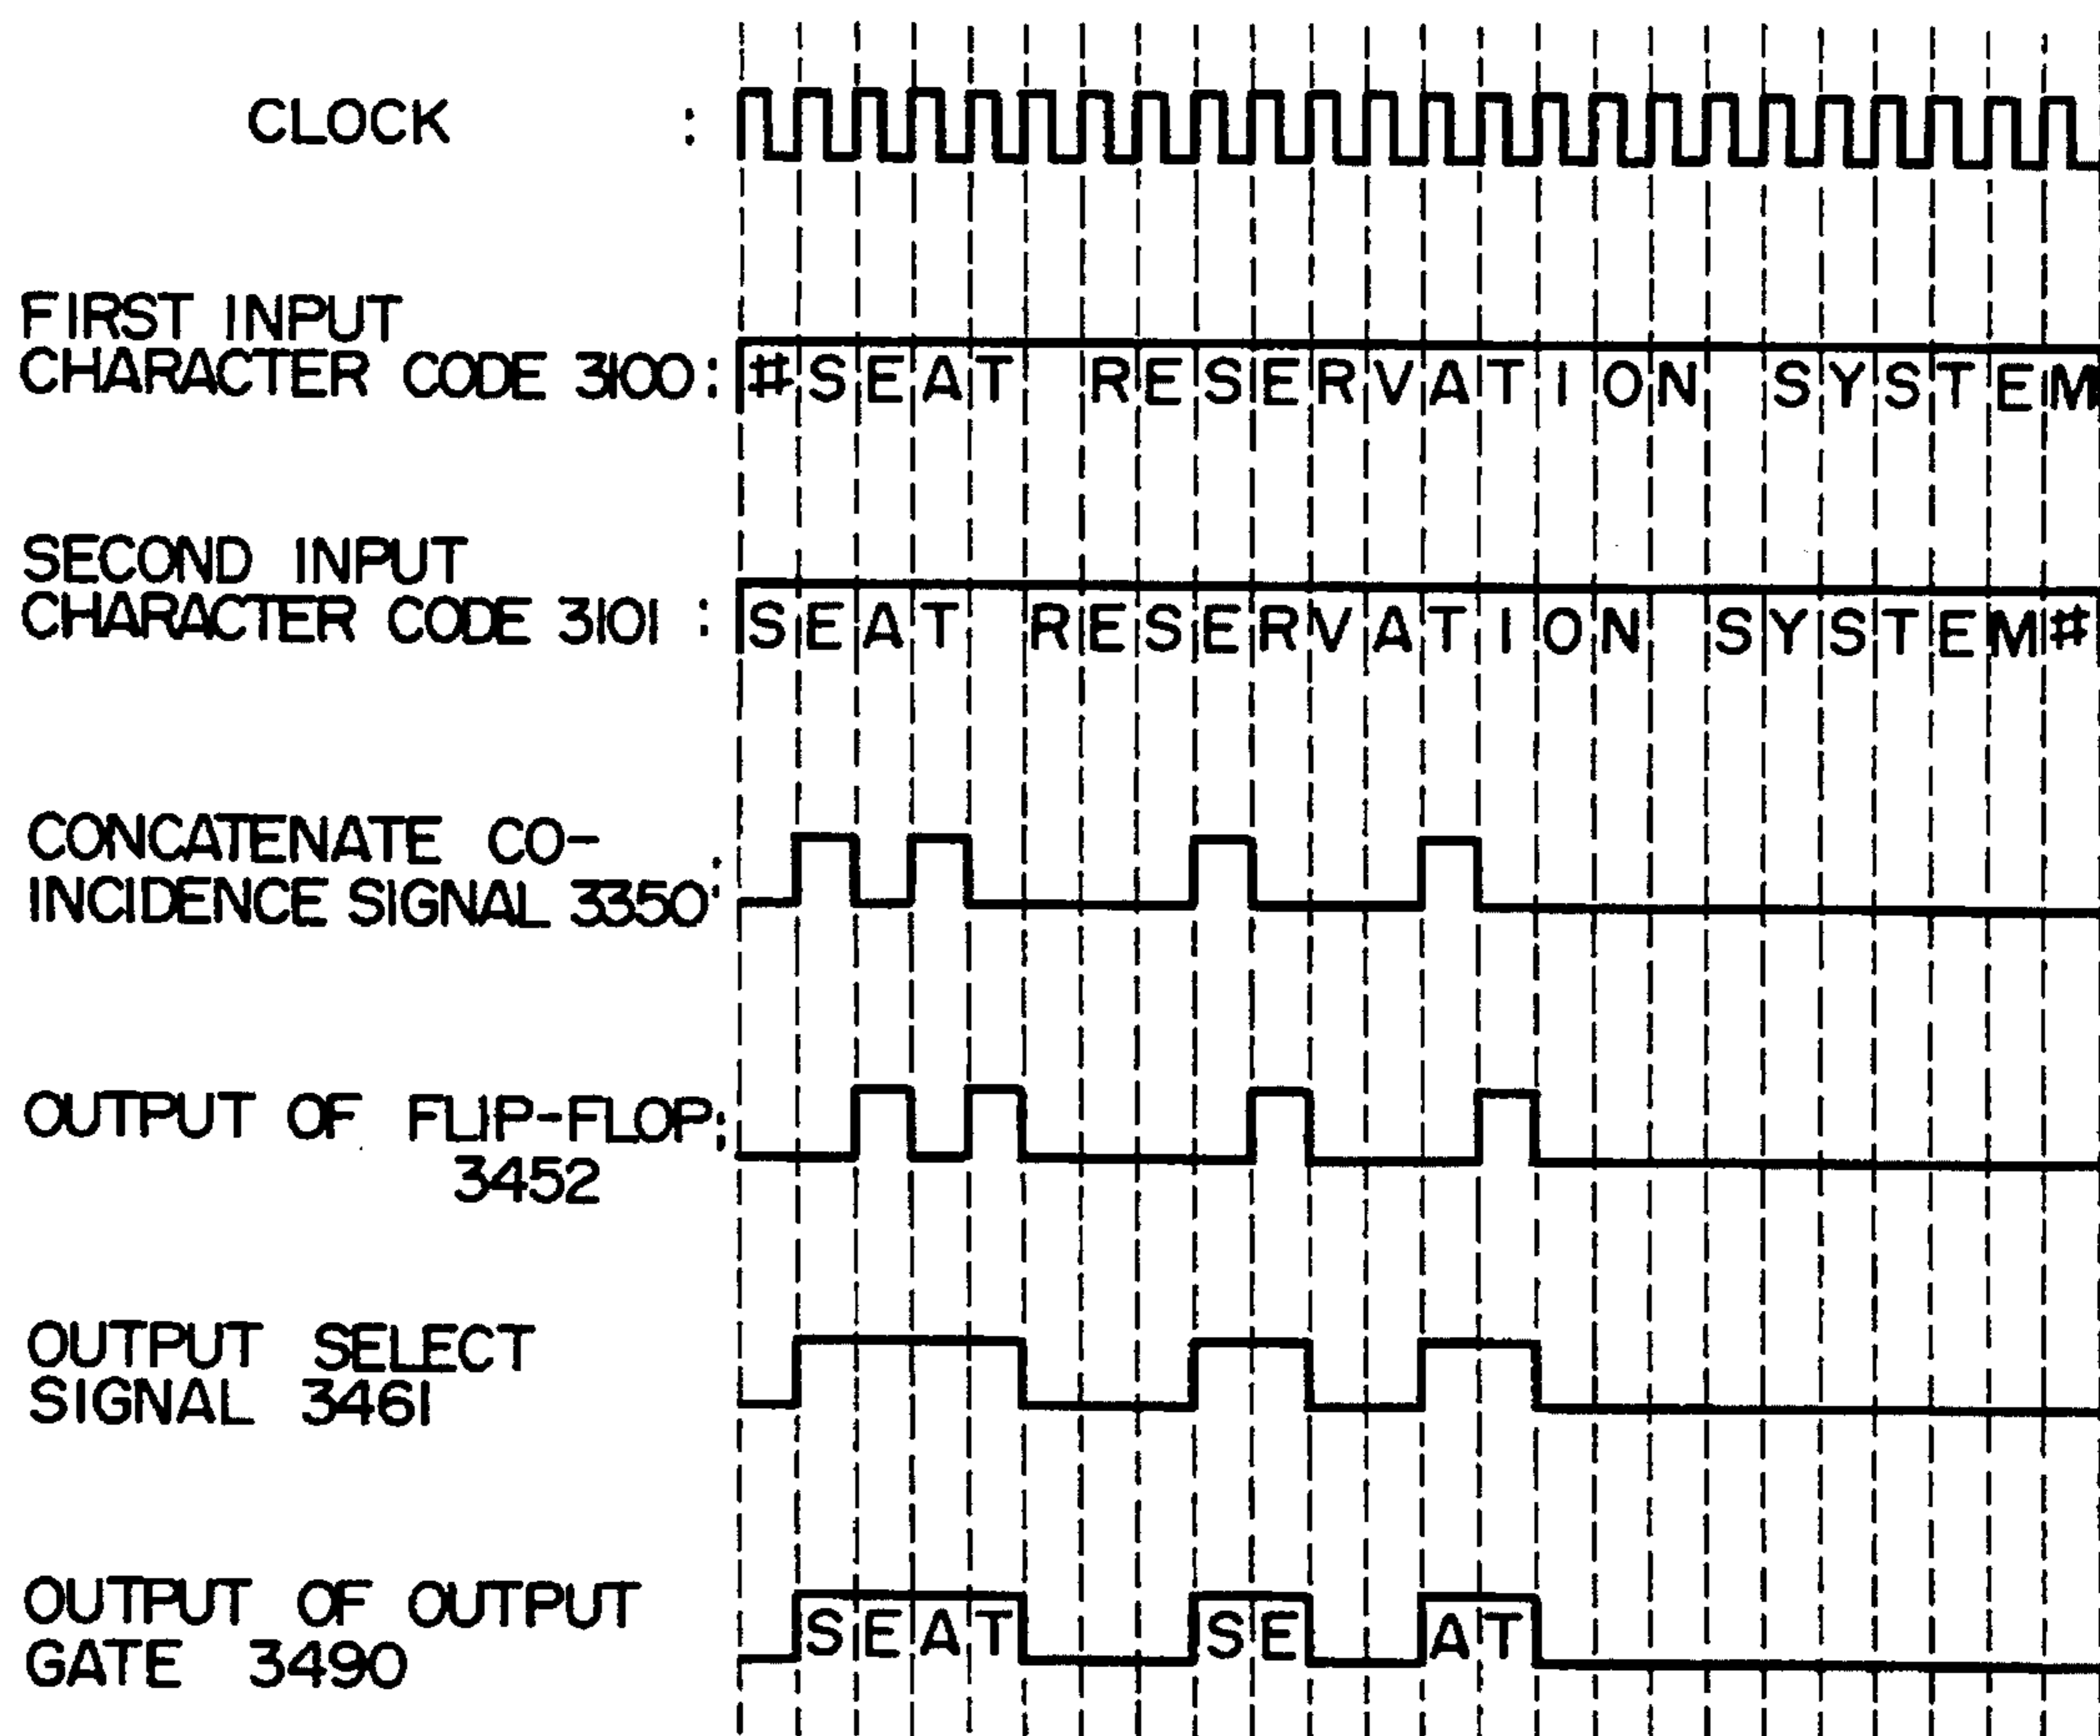 CLOCK :
FIRST INPUT
CHARACTER CODE 3100: #SEAT RESERVATION SYSTEM
SECOND INPUT
CHARACTER CODE 3101 : SEAT RESERVATION SYSTEM#
CONCATENATE CO-
INCIDENCE SIGNAL 3350:
OUTPUT OF FLIP-FLOP:
3452
OUTPUT SELECT
SIGNAL 3461
OUTPUT OF OUTPUT
GATE 3490 SEAT SE AT